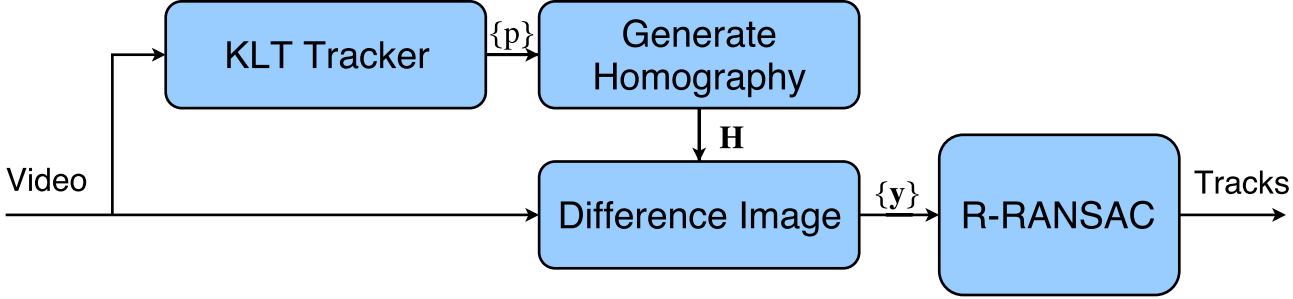 KLT Tracker
{p}
Generate
Homography
H
Video
Difference Image
{y}
R-RANSAC
Tracks